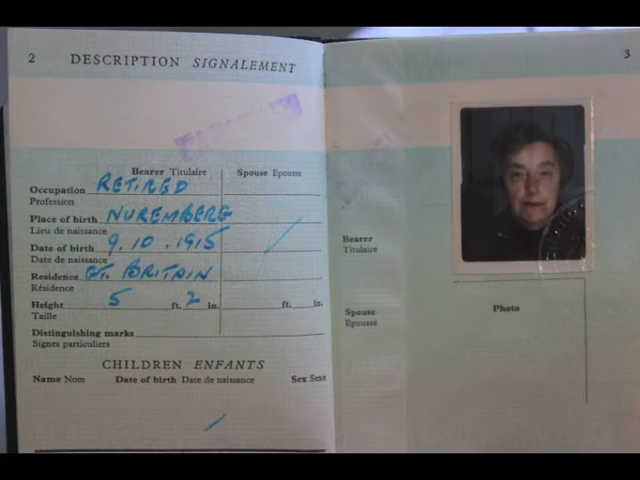 2 DESCRIPTION SIGNALEMENT
Bearer Titulaire Spouse Epouse
Occupation RETIRED
Profession
Place of birth NUREMBERG
Lieu de naissance
Date of birth 9.10.1915
Date de naissance
Residence GT. BRITAIN
Résidence
Height 5 ft. 2 in. ft. in.
Taille
Distinguishing marks
Signes particuliers
CHILDREN ENFANTS
Name Nom Date of birth Date de naissance Sex Sexe
3
Bearer
Titulaire
Spouse
Epouse
Photo